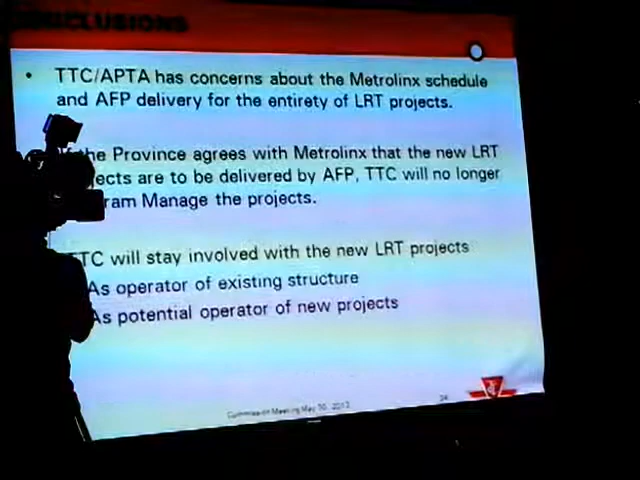 CONCLUSIONS
• TTC/APTA has concerns about the Metrolinx schedule
and AFP delivery for the entirety of LRT projects.
the Province agrees with Metrolinx that the new LRT
jects are to be delivered by AFP, TTC will no longer
ram Manage the projects.
TTC will stay involved with the new LRT projects
As operator of existing structure
As potential operator of new projects
Commission Meeting May 30, 2012
24